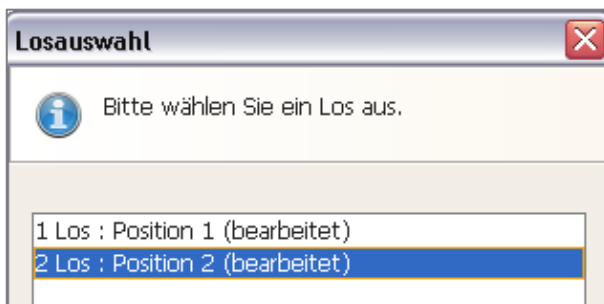 Losauswahl
Bitte wählen Sie ein Los aus.
1 Los : Position 1 (bearbeitet)
2 Los : Position 2 (bearbeitet)